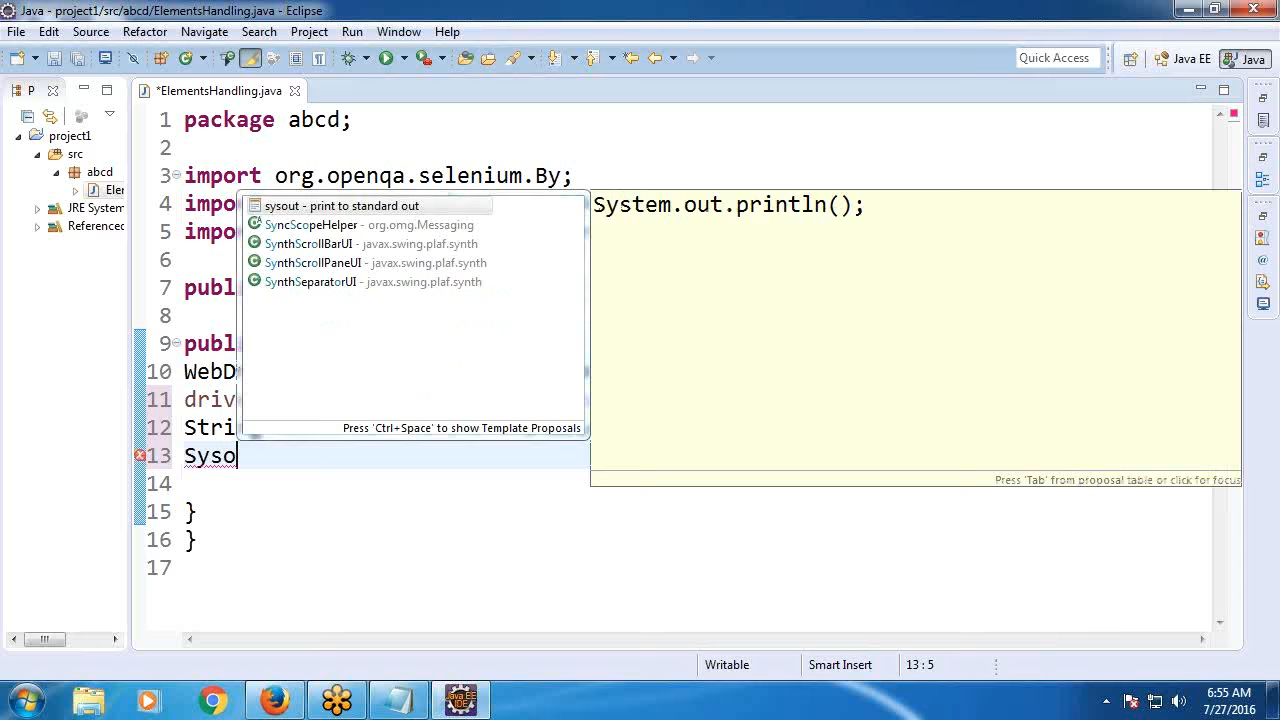 Java - project1/src/abcd/ElementsHandling.java - Eclipse
File Edit Source Refactor Navigate Search Project Run Window Help
Quick Access Java EE Java
P *ElementsHandling.java
project1
src
abcd
Eler
JRE System
Referenced
1 package abcd;
2
3 import org.openqa.selenium.By;
4 impo
5 impo
6
7 publ
8
9 publ
10 WebD
11 driv
12 Stri
13 Syso
14
15 }
16 }
17
sysout - print to standard out
SyncScopeHelper - org.omg.Messaging
SynthScrollBarUI - javax.swing.plaf.synth
SynthScrollPaneUI - javax.swing.plaf.synth
SynthSeparatorUI - javax.swing.plaf.synth
Press 'Ctrl+Space' to show Template Proposals
System.out.println();
Press 'Tab' from proposal table or click for focus
Writable Smart Insert 13 : 5
Java EE
IDE
6:55 AM
7/27/2016